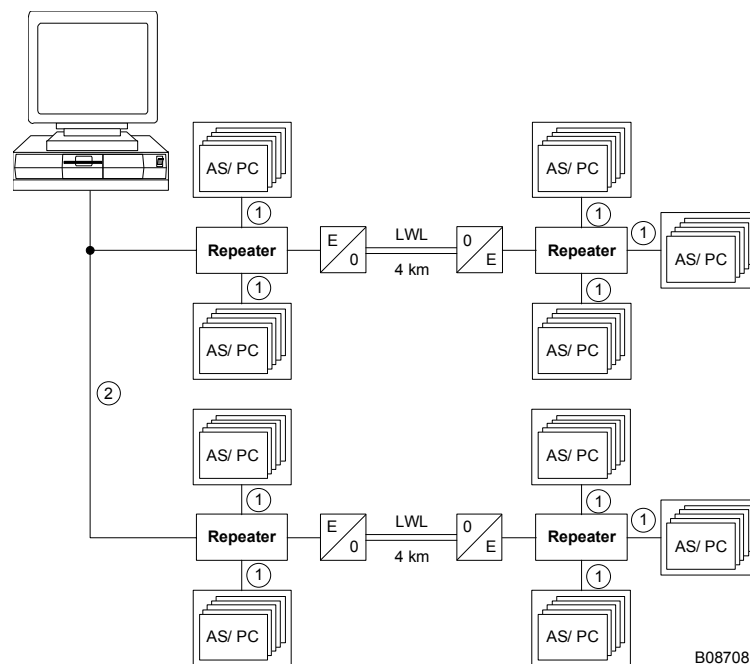 AS/ PC
AS/ PC
1
1
1
Repeater
E
0
LWL
4 km
0
E
Repeater
AS/ PC
1
1
AS/ PC
AS/ PC
2
AS/ PC
AS/ PC
1
1
1
Repeater
E
0
LWL
4 km
0
E
Repeater
AS/ PC
1
1
AS/ PC
AS/ PC
B08708